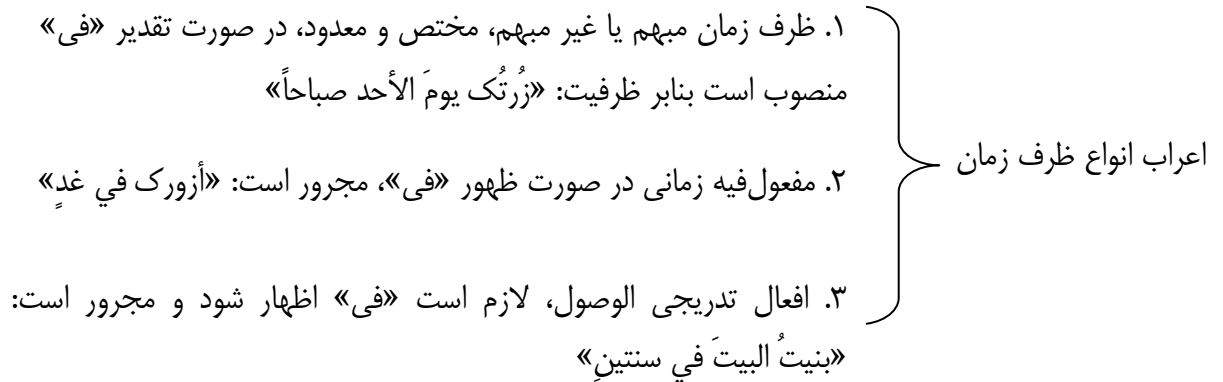 اعراب انواع ظرف زمان
۱. ظرف زمان مبهم یا غیر مبهم، مختص و معدود، در صورت تقدیر «فی»
منصوب است بنابر ظرفیت: «زُرتُک یومَ الأحد صباحاً»
۲. مفعول‌فیه زمانی در صورت ظهور «فی»، مجرور است: «أزورک في غدٍ»
۳. افعال تدریجی الوصول، لازم است «فی» اظهار شود و مجرور است:
«بنیتُ البیتَ في سنتینِ»